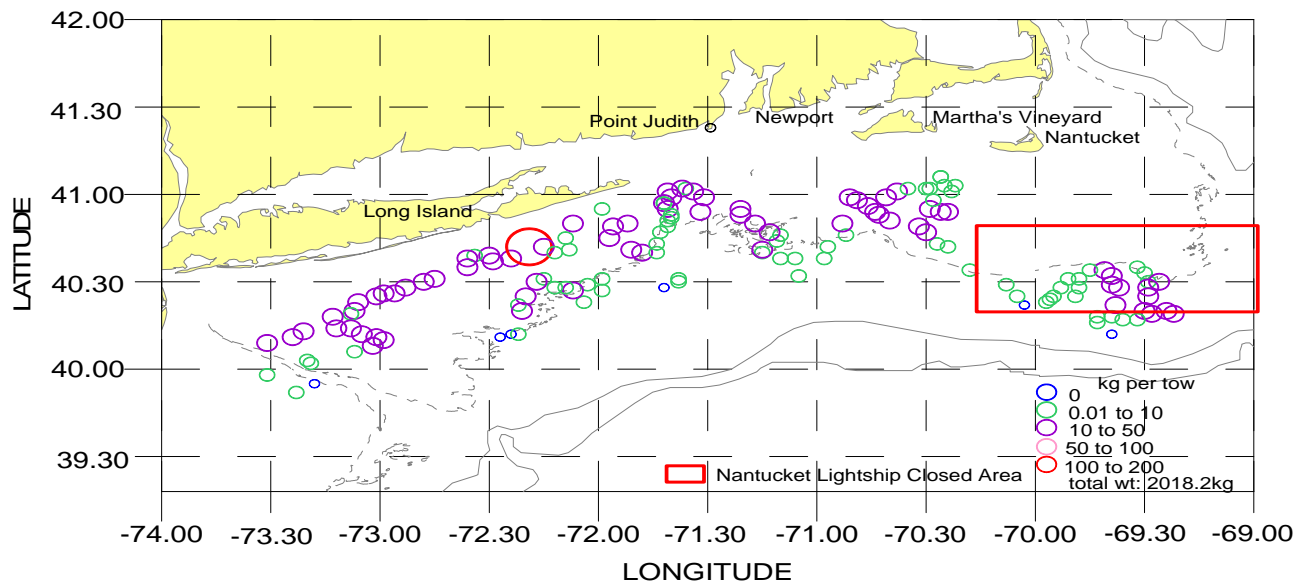 42.00
41.30
41.00
40.30
40.00
39.30
LATITUDE
Point Judith
Newport
Martha's Vineyard
Nantucket
Long Island
kg per tow
0
0.01 to 10
10 to 50
50 to 100
100 to 200
total wt: 2018.2kg
Nantucket Lightship Closed Area
-74.00 -73.30 -73.00 -72.30 -72.00 -71.30 -71.00 -70.30 -70.00 -69.30 -69.00
LONGITUDE